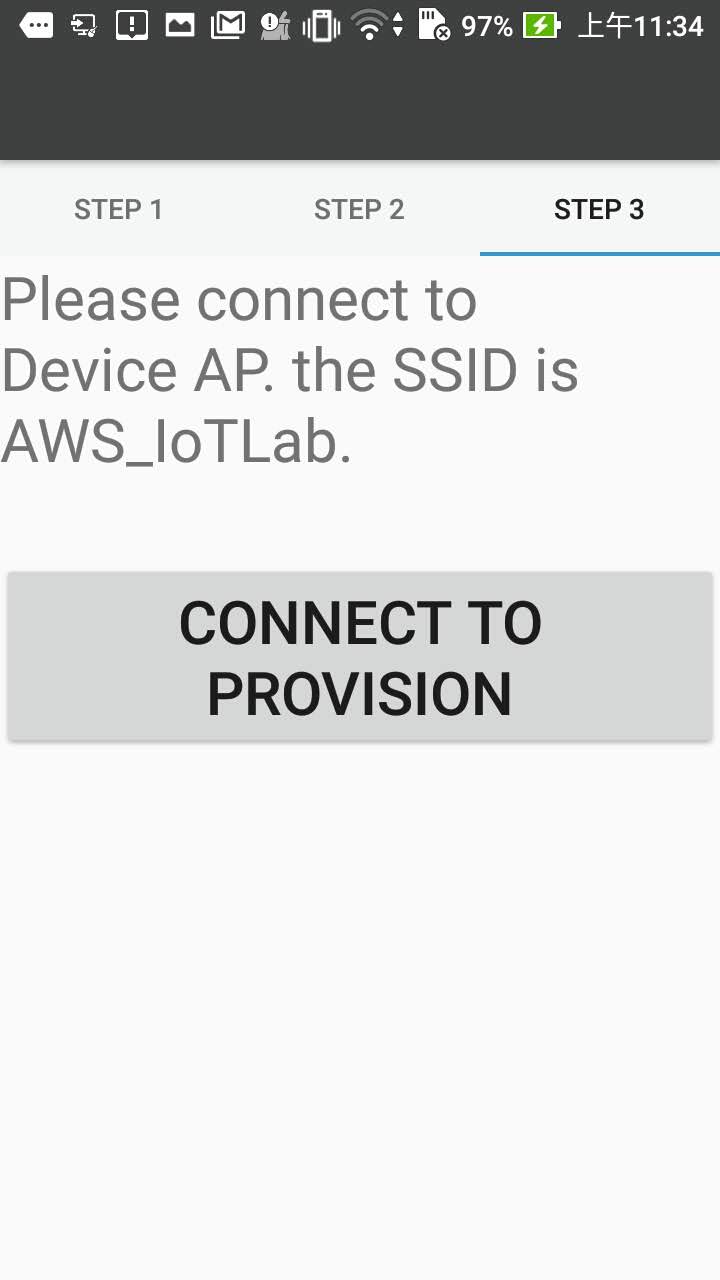 97% 上午11:34
STEP 1 STEP 2 STEP 3
Please connect to
Device AP. the SSID is
AWS_IoTLab.
CONNECT TO
PROVISION